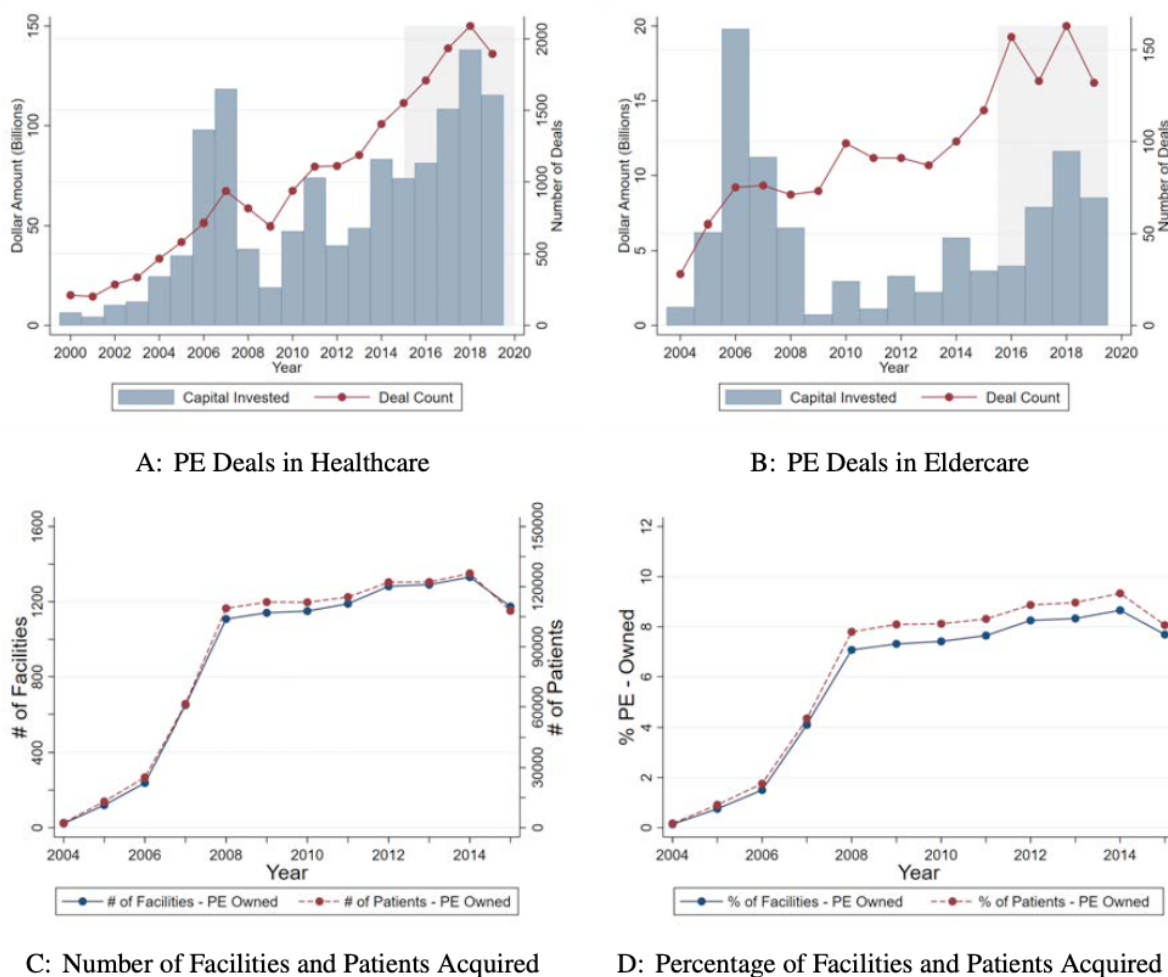 150
100
50
0
Dollar Amount (Billions)
2000
1500
1000
500
0
Number of Deals
2000 2002 2004 2006 2008 2010 2012 2014 2016 2018 2020
Year
Capital Invested Deal Count
A: PE Deals in Healthcare
20
15
10
5
0
Dollar Amount (Billions)
150
100
50
0
Number of Deals
2004 2006 2008 2010 2012 2014 2016 2018 2020
Year
Capital Invested Deal Count
B: PE Deals in Eldercare
1600
1200
800
400
0
# of Facilities
150000
120000
90000
60000
30000
0
# of Patients
2004 2006 2008 2010 2012 2014
Year
# of Facilities - PE Owned # of Patients - PE Owned
C: Number of Facilities and Patients Acquired
12
10
8
6
4
2
0
% PE - Owned
2004 2006 2008 2010 2012 2014
Year
% of Facilities - PE Owned % of Patients - PE Owned
D: Percentage of Facilities and Patients Acquired